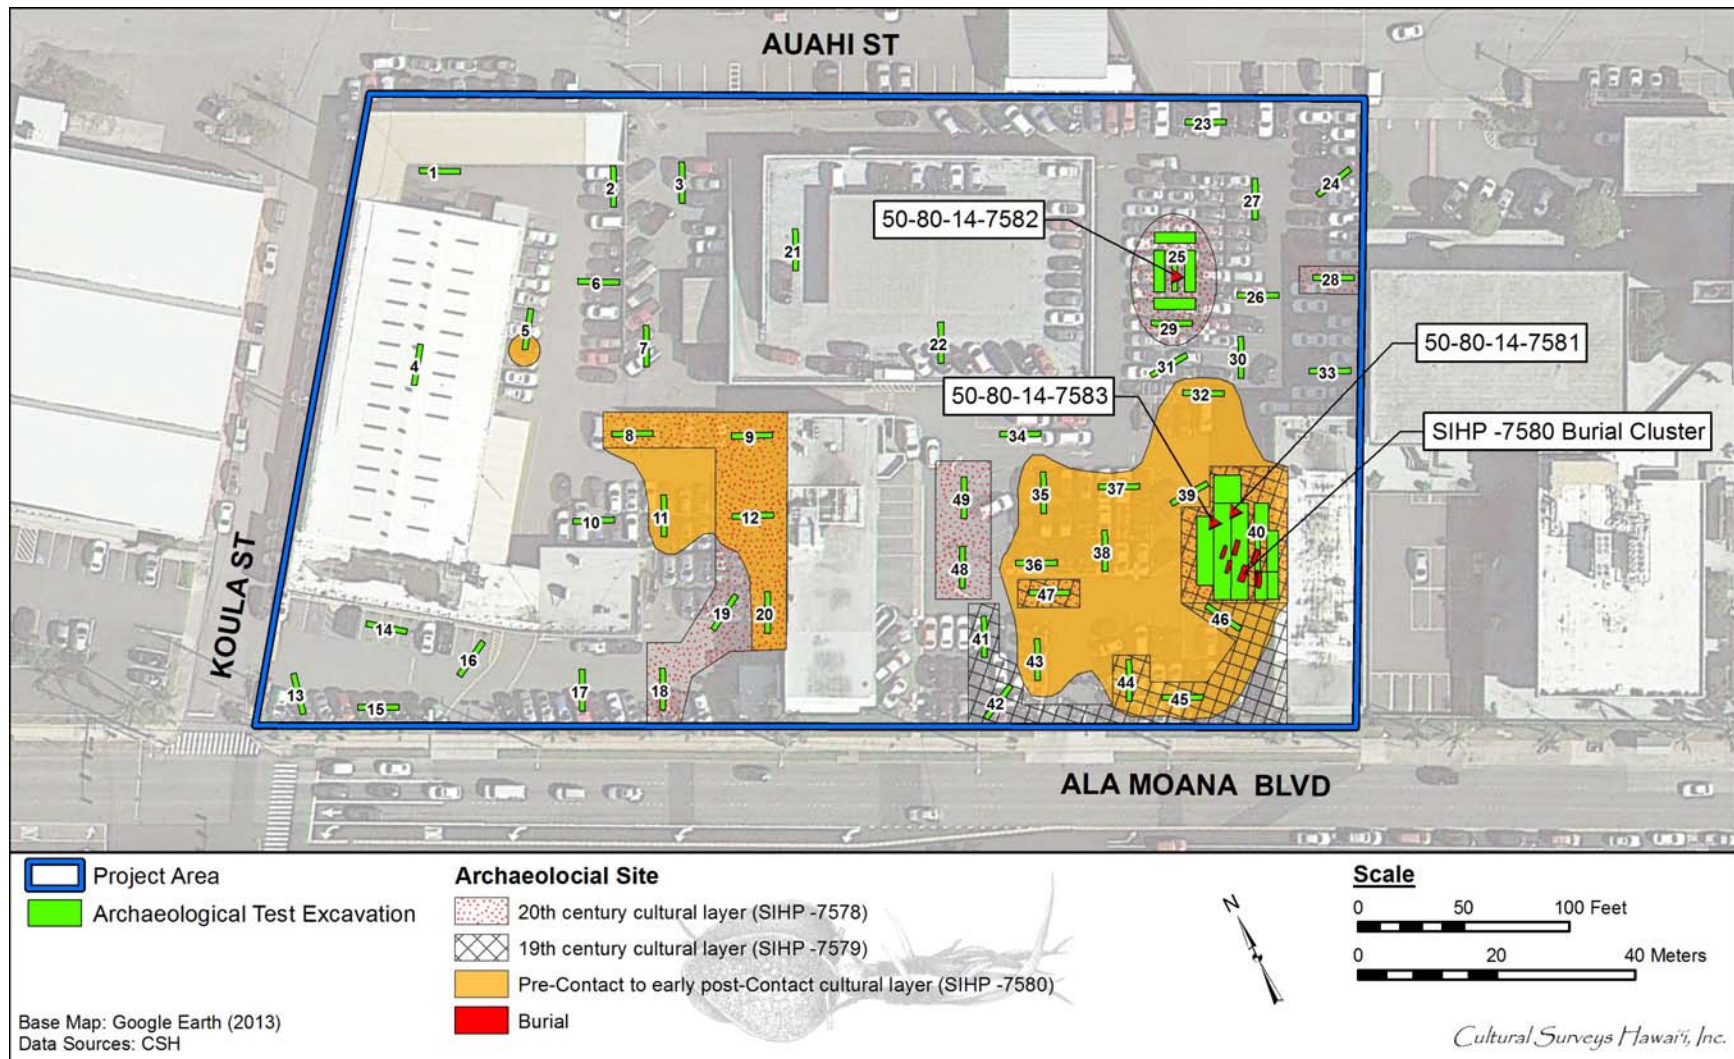 AUAHI ST
23
1
2
3
24
27
50-80-14-7582
21
25
6
28
26
5
29
50-80-14-7581
7
22
31
30
4
33
50-80-14-7583
32
8
9
34
SIHP -7580 Burial Cluster
49
35
37
39
10
11
12
40
38
48
36
47
KOULA ST
14
19
20
46
41
16
43
13
15
17
18
42
44
45
ALA MOANA BLVD
Project Area
Archaeological Test Excavation
Archaeolocial Site
20th century cultural layer (SIHP -7578)
19th century cultural layer (SIHP -7579)
Pre-Contact to early post-Contact cultural layer (SIHP -7580)
Burial
N
Scale
0 50 100 Feet
0 20 40 Meters
Base Map: Google Earth (2013)
Data Sources: CSH
Cultural Surveys Hawai'i, Inc.